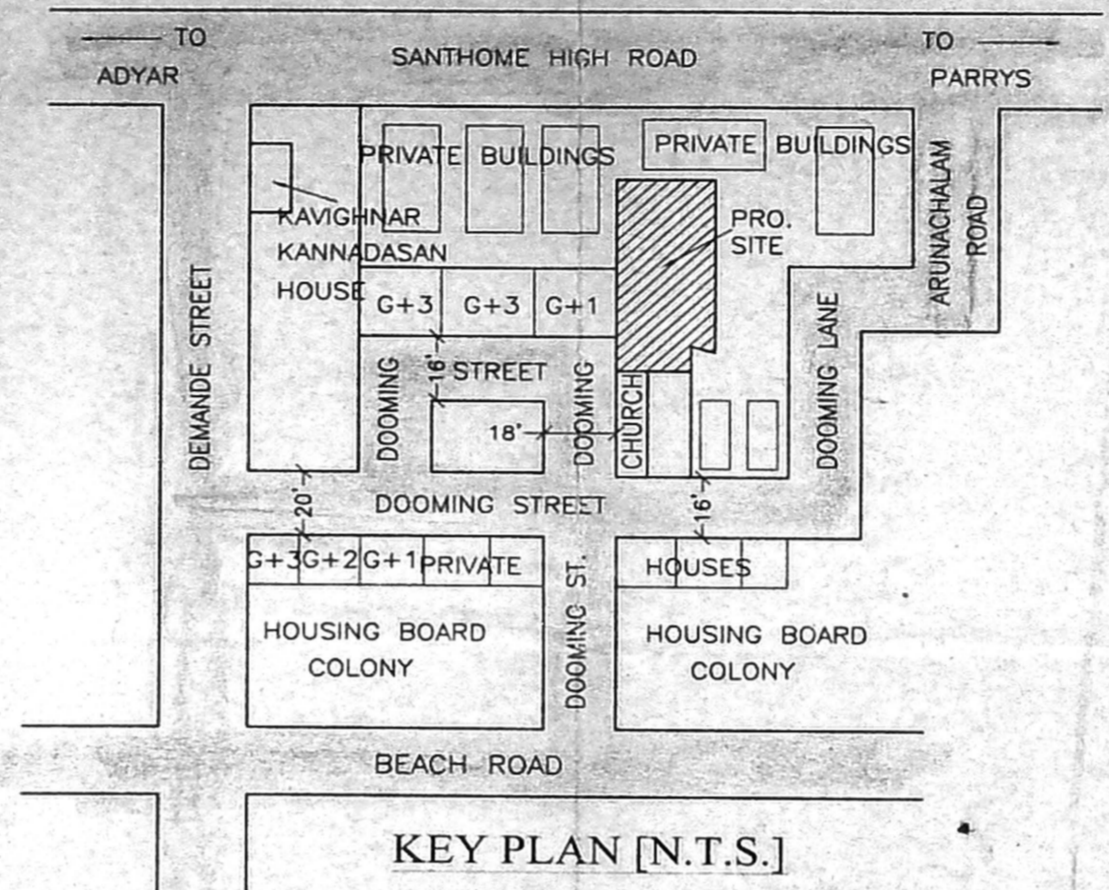 TO
ADYAR
SANTHOME HIGH ROAD
TO
PARRYS
PRIVATE BUILDINGS
PRIVATE BUILDINGS
ARUNACHALAM
ROAD
KAVIGHNAR
KANNADASAN
HOUSE
PRO.
SITE
DEMANDE STREET
G+3
G+3
G+1
DOOMING
16'
STREET
DOOMING
18'
CHURCH
DOOMING LANE
20'
DOOMING STREET
16'
G+3
G+2
G+1
PRIVATE
HOUSES
DOOMING ST.
HOUSING BOARD
COLONY
HOUSING BOARD
COLONY
BEACH ROAD
KEY PLAN [N.T.S.]